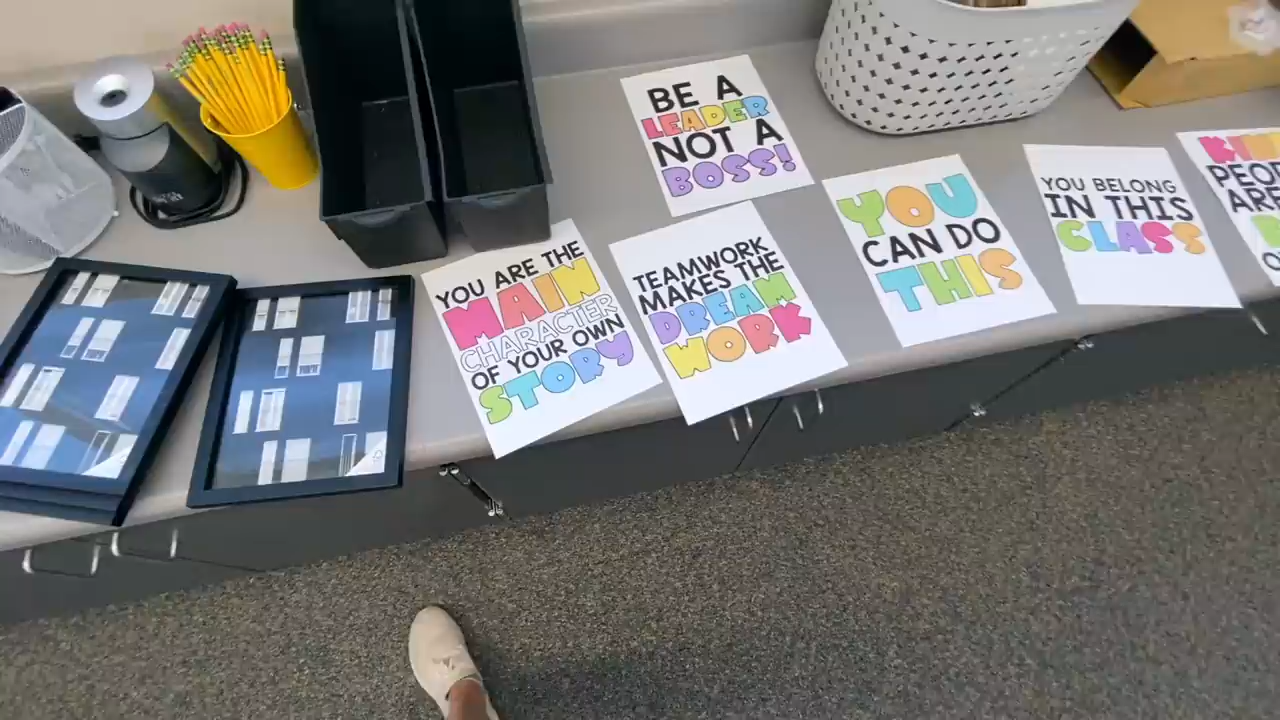 BE A
LEADER
NOT A
BOSS!
YOU ARE THE
MAIN
CHARACTER
OF YOUR OWN
STORY
TEAMWORK
MAKES THE
DREAM
WORK
YOU
CAN DO
THIS
YOU BELONG
IN THIS
CLASS